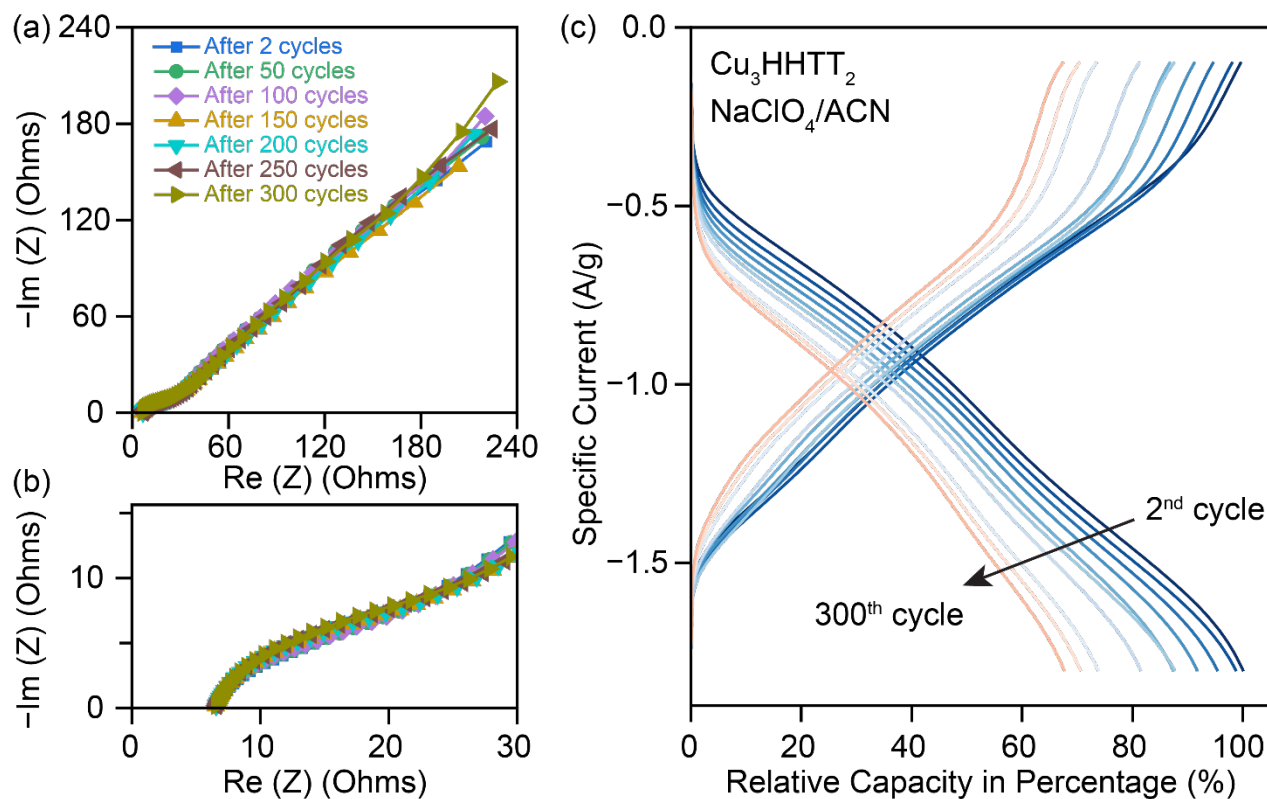 (a)
240
180
120
60
0
−Im (Z) (Ohms)
After 2 cycles
After 50 cycles
After 100 cycles
After 150 cycles
After 200 cycles
After 250 cycles
After 300 cycles
0 60 120 180 240
Re (Z) (Ohms)
(b)
10
0
−Im (Z) (Ohms)
0 10 20 30
Re (Z) (Ohms)
(c)
0.0
−0.5
−1.0
−1.5
Specific Current (A/g)
Cu₃HHTT₂
NaClO₄/ACN
2ⁿᵈ cycle
300ᵗʰ cycle
0 20 40 60 80 100
Relative Capacity in Percentage (%)